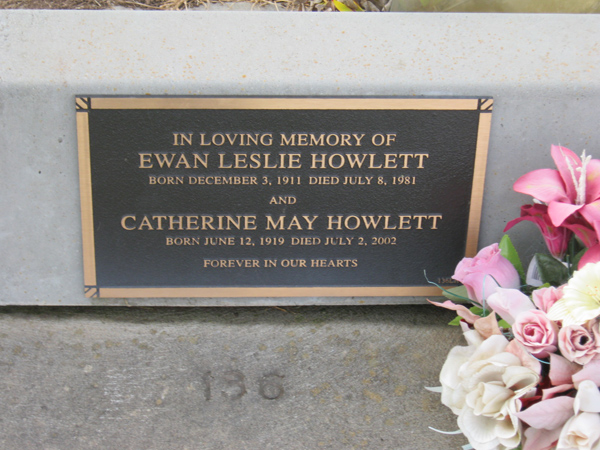 IN LOVING MEMORY OF
EWAN LESLIE HOWLETT
BORN DECEMBER 3, 1911 DIED JULY 8, 1981
AND
CATHERINE MAY HOWLETT
BORN JUNE 12, 1919 DIED JULY 2, 2002
FOREVER IN OUR HEARTS
136